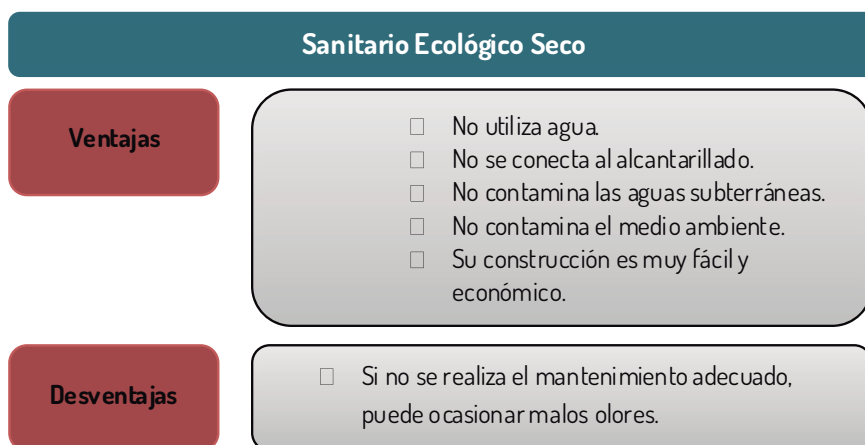 Sanitario Ecológico Seco
Ventajas
□ No utiliza agua.
□ No se conecta al alcantarillado.
□ No contamina las aguas subterráneas.
□ No contamina el medio ambiente.
□ Su construcción es muy fácil y
económico.
Desventajas
□ Si no se realiza el mantenimiento adecuado,
puede ocasionar malos olores.